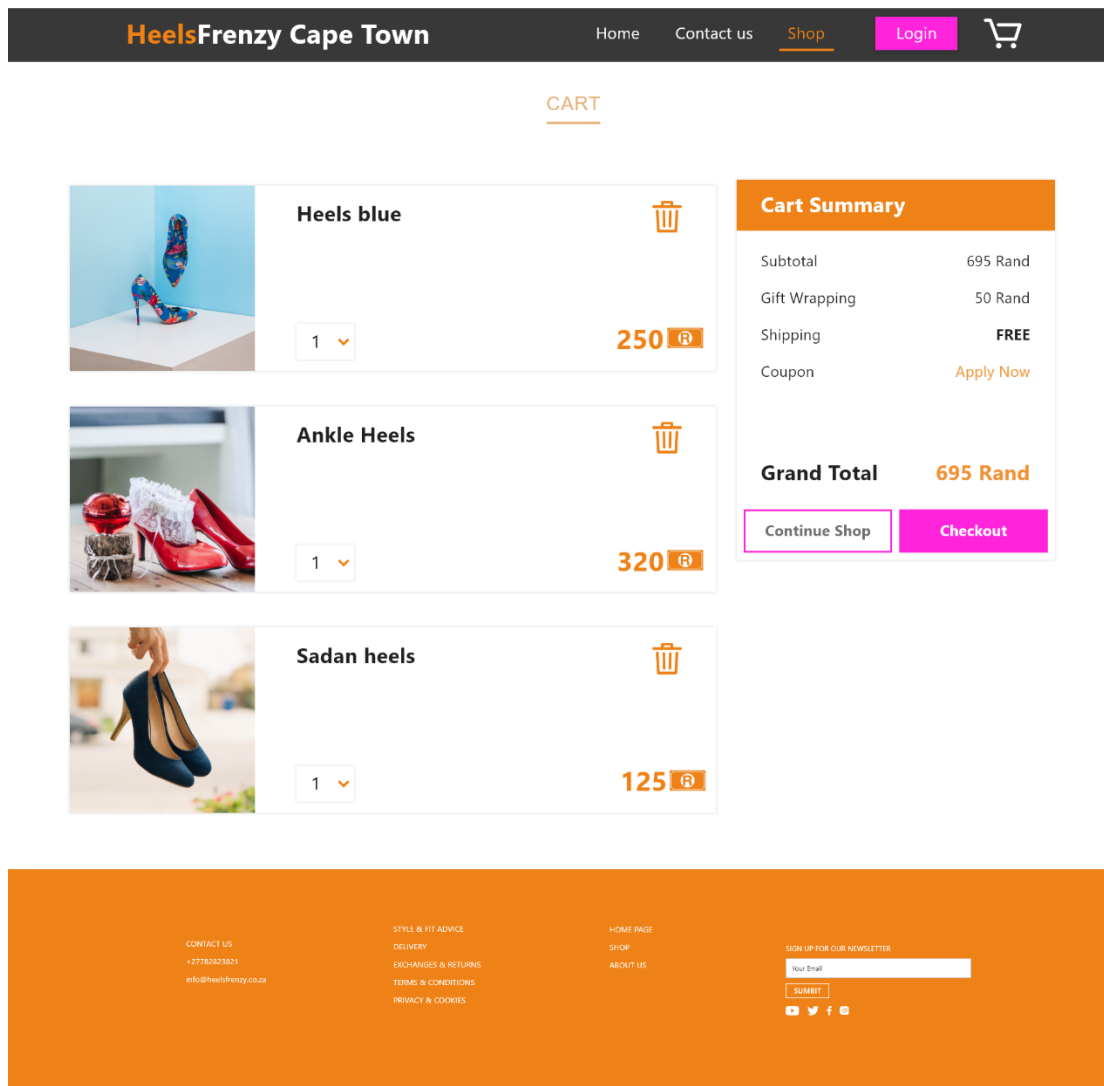 HeelsFrenzy Cape Town Home Contact us Shop Login
CART
Heels blue
1
250 R
Ankle Heels
1
320 R
Sadan heels
1
125 R
Cart Summary
Subtotal 695 Rand
Gift Wrapping 50 Rand
Shipping FREE
Coupon Apply Now
Grand Total 695 Rand
Continue Shop Checkout
CONTACT US
+27782823821
info@heelsfrenzy.co.za
STYLE & FIT ADVICE
DELIVERY
EXCHANGES & RETURNS
TERMS & CONDITIONS
PRIVACY & COOKIES
HOME PAGE
SHOP
ABOUT US
SIGN UP FOR OUR NEWSLETTER
Your Email
SUMBIT